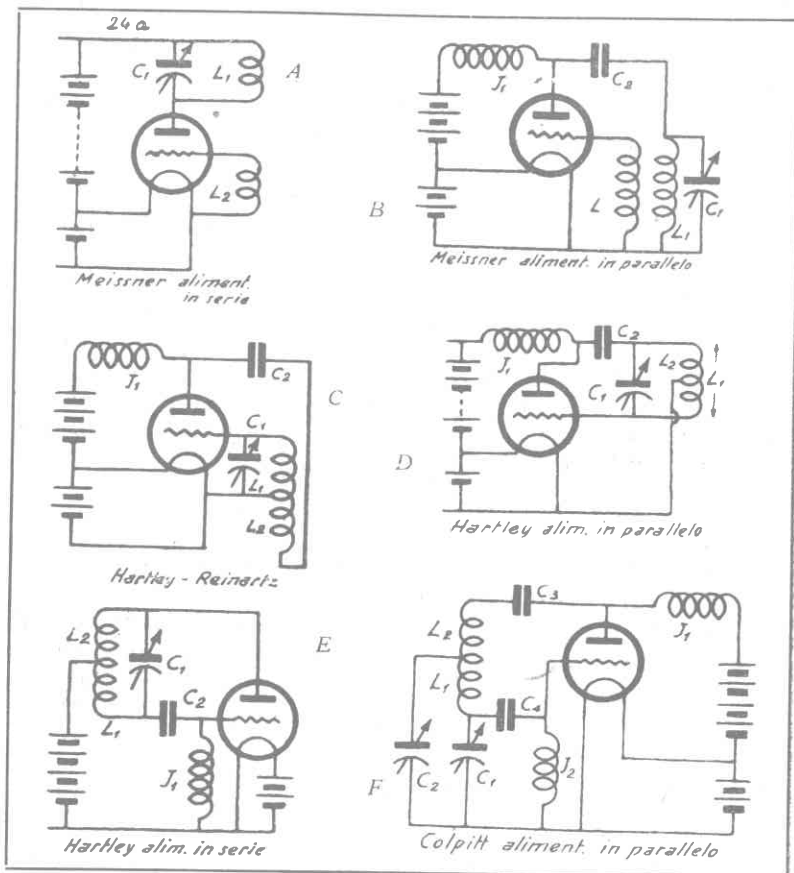 24a
C1 L1 A
L2
Meissner aliment.
in serie
J1 C2
B L L1 C1
Meissner aliment. in parallelo
J1 C2 C
C1
L1
L2
Hartley - Reinartz
J1 C2 L2 L1
C1
D
Hartley alim. in parallelo
L2 C1 E
L1 C2
J1
Hartley alim. in serie
C3
L2 J1
L1
C4
F C2 C1 J2
Colpitt aliment. in parallelo